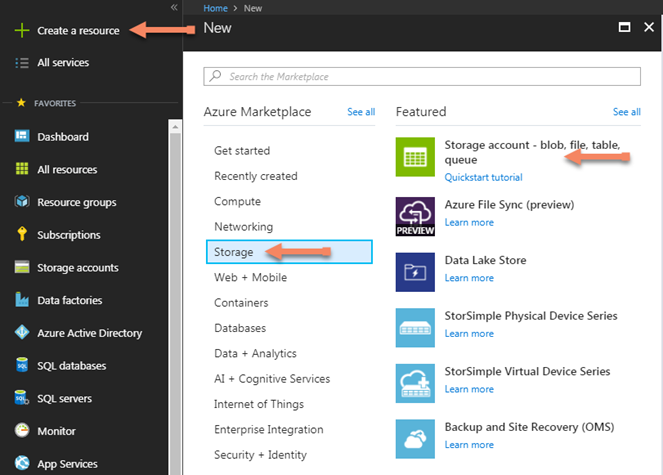 «
Create a resource
All services
FAVORITES
Dashboard
All resources
Resource groups
Subscriptions
Storage accounts
Data factories
Azure Active Directory
SQL databases
SQL servers
Monitor
App Services
Home > New
New
Search the Marketplace
Azure Marketplace
See all
Get started
Recently created
Compute
Networking
Storage
Web + Mobile
Containers
Databases
Data + Analytics
AI + Cognitive Services
Internet of Things
Enterprise Integration
Security + Identity
Featured
See all
Storage account - blob, file, table,
queue
Quickstart tutorial
PREVIEW
Azure File Sync (preview)
Learn more
Data Lake Store
Learn more
StorSimple Physical Device Series
Learn more
StorSimple Virtual Device Series
Learn more
Backup and Site Recovery (OMS)
Learn more